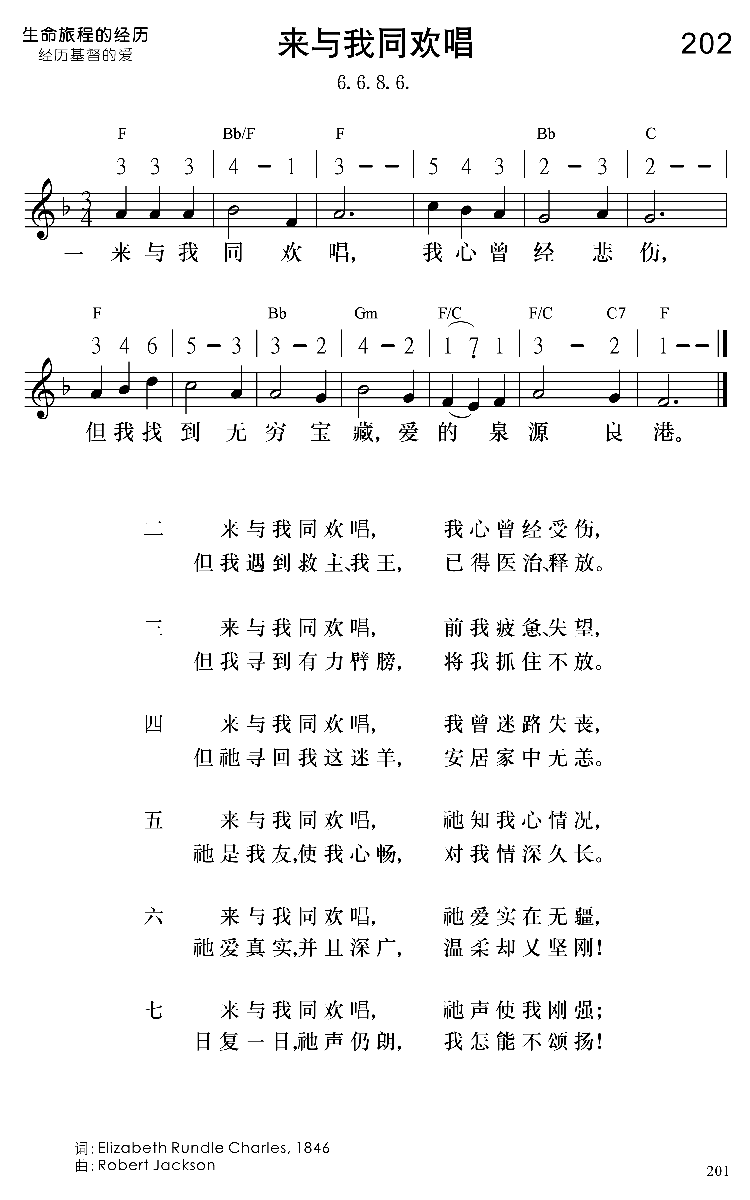 生命旅程的经历
经历基督的爱
来与我同欢唱
202
6. 6. 8. 6.
F Bb/F F Bb C
3 3 3 | 4 - 1 | 3 - - | 5 4 3 | 2 - 3 | 2 - - |
3 4
一 来与我同欢唱, 我心曾经悲伤,
F Bb Gm F/C F/C C7 F
3 4 6 | 5 - 3 | 3 - 2 | 4 - 2 | 1 7 1 | 3 - 2 | 1 - -
但我找到无穷宝藏, 爱的泉源良港。
二 来与我同欢唱, 我心曾经受伤,
但我遇到救主、我王, 已得医治、释放。
三 来与我同欢唱, 前我疲惫、失望,
但我寻到有力臂膀, 将我抓住不放。
四 来与我同欢唱, 我曾迷路失丧,
但祂寻回我这迷羊, 安居家中无恙。
五 来与我同欢唱, 祂知我心情况,
祂是我友,使我心畅, 对我情深久长。
六 来与我同欢唱, 祂爱实在无疆,
祂爱真实,并且深广, 温柔却又坚刚!
七 来与我同欢唱, 祂声使我刚强;
日复一日,祂声仍朗, 我怎能不颂扬!
词: Elizabeth Rundle Charles, 1846
曲: Robert Jackson
201